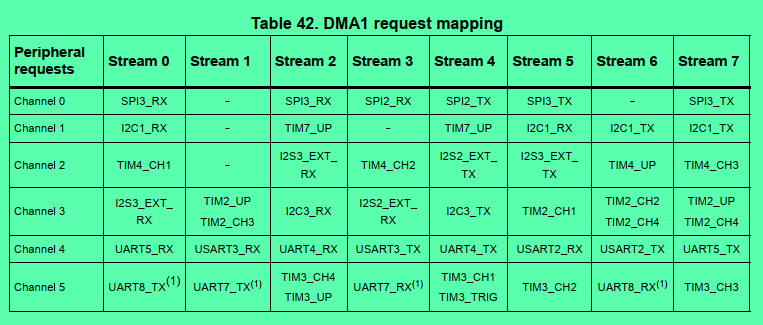 Table 42. DMA1 request mapping
Peripheral requests Stream 0 Stream 1 Stream 2 Stream 3 Stream 4 Stream 5 Stream 6 Stream 7
Channel 0 SPI3_RX - SPI3_RX SPI2_RX SPI2_TX SPI3_TX - SPI3_TX
Channel 1 I2C1_RX - TIM7_UP - TIM7_UP I2C1_RX I2C1_TX I2C1_TX
Channel 2 TIM4_CH1 - I2S3_EXT_RX TIM4_CH2 I2S2_EXT_TX I2S3_EXT_TX TIM4_UP TIM4_CH3
Channel 3 I2S3_EXT_RX TIM2_UP TIM2_CH3 I2C3_RX I2S2_EXT_RX I2C3_TX TIM2_CH1 TIM2_CH2 TIM2_CH4 TIM2_UP TIM2_CH4
Channel 4 UART5_RX USART3_RX UART4_RX USART3_TX UART4_TX USART2_RX USART2_TX UART5_TX
Channel 5 UART8_TX(1) UART7_TX(1) TIM3_CH4 TIM3_UP UART7_RX(1) TIM3_CH1 TIM3_TRIG TIM3_CH2 UART8_RX(1) TIM3_CH3